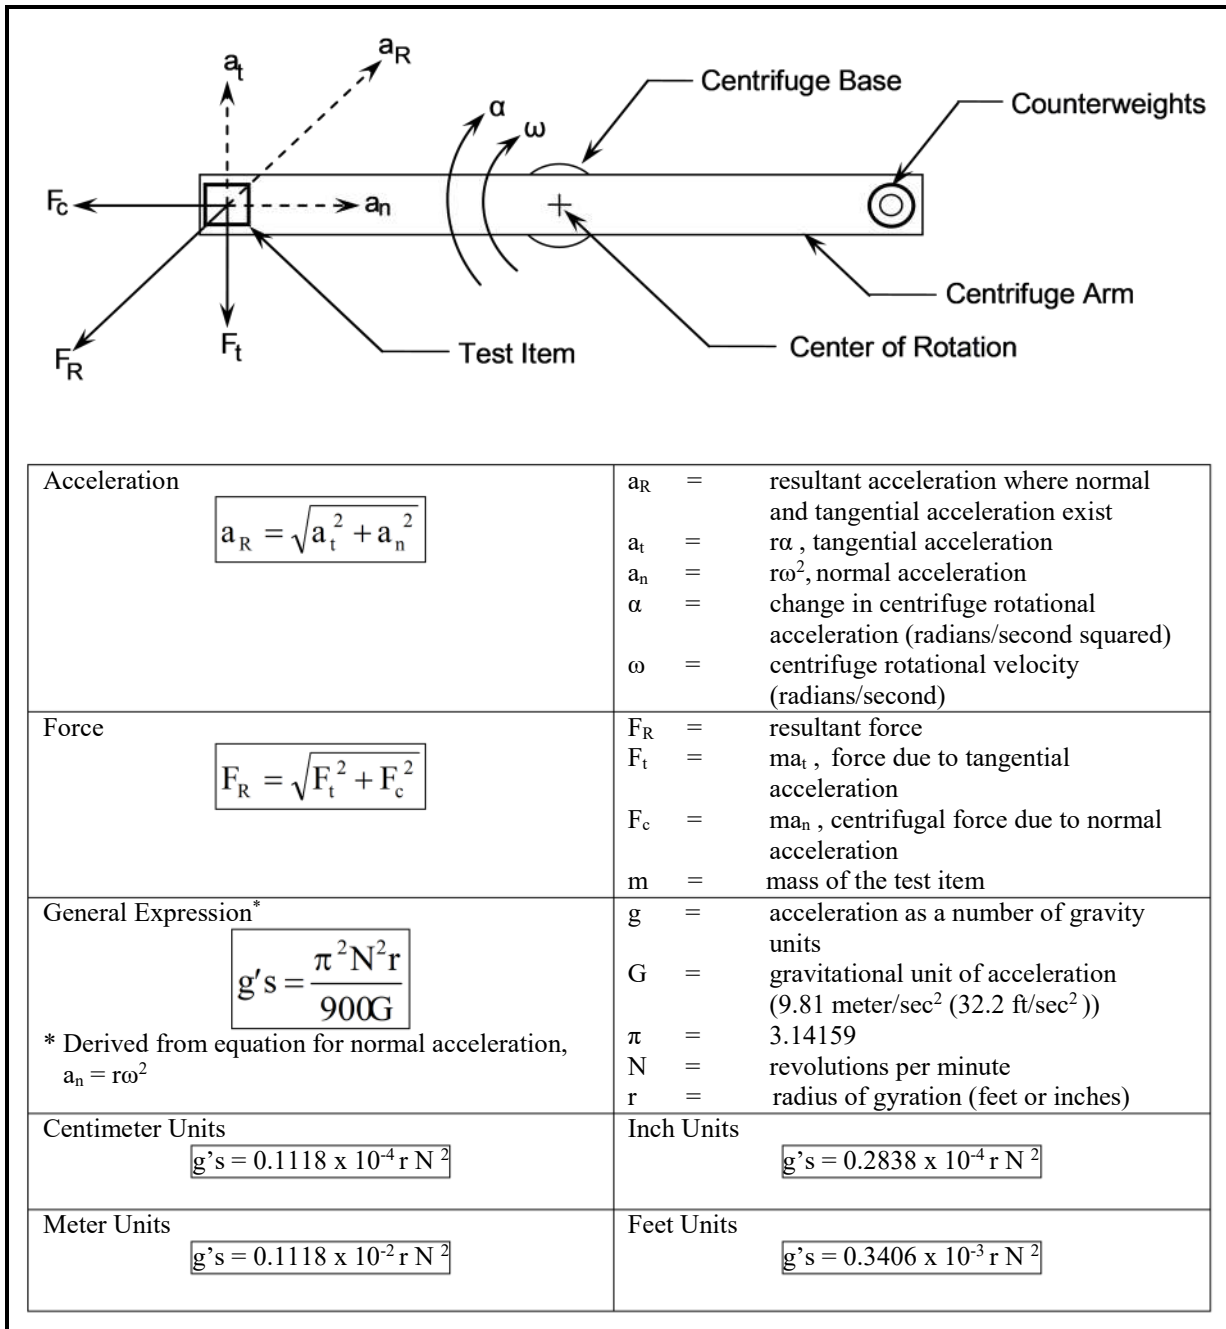 a_t
a_R
α
ω
Centrifuge Base
Counterweights
F_c
a_n
Centrifuge Arm
F_R
F_t
Test Item
Center of Rotation
Acceleration
a_R = √(a_t² + a_n²)
a_R = resultant acceleration where normal
and tangential acceleration exist
a_t = rα , tangential acceleration
a_n = rω², normal acceleration
α = change in centrifuge rotational
acceleration (radians/second squared)
ω = centrifuge rotational velocity
(radians/second)
Force
F_R = √(F_t² + F_c²)
F_R = resultant force
F_t = ma_t , force due to tangential
acceleration
F_c = ma_n , centrifugal force due to normal
acceleration
m = mass of the test item
General Expression*
g's = π²N²r / 900G
* Derived from equation for normal acceleration,
a_n = rω²
g = acceleration as a number of gravity
units
G = gravitational unit of acceleration
(9.81 meter/sec² (32.2 ft/sec² ))
π = 3.14159
N = revolutions per minute
r = radius of gyration (feet or inches)
Centimeter Units
g's = 0.1118 x 10⁻⁴ r N ²
Inch Units
g's = 0.2838 x 10⁻⁴ r N ²
Meter Units
g's = 0.1118 x 10⁻² r N ²
Feet Units
g's = 0.3406 x 10⁻³ r N ²